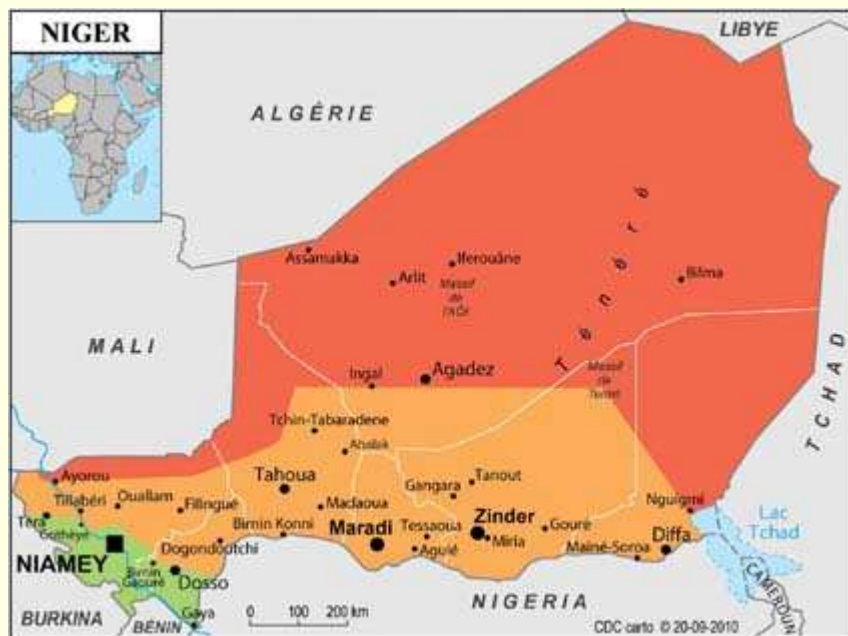 NIGER
LIBYE
ALGÉRIE
Assamakka
Iferouâne
Arlit
Massif
de
l'Aïr
Ténéré
Bilma
MALI
TCHAD
Ingal
Agadez
Massif
de
Termit
Tchin-Tabaradene
Abalak
Ayorou
Tahoua
Tanout
Gangara
Tillabéri
Ouallam
Filingué
Madaoua
Nguigmi
Téra
Gothèye
Birnin Konni
Maradi
Tessaoua
Zinder
Gouré
Lac
Tchad
NIAMEY
Dogondoutchi
Aguié
Miria
Mainé-Soroa
Diffa
Birnin
Gaouré
Dosso
CAMEROUN
BURKINA
BÉNIN
Gaya
0 100 200 km
NIGERIA
CDC carto © 20-09-2010